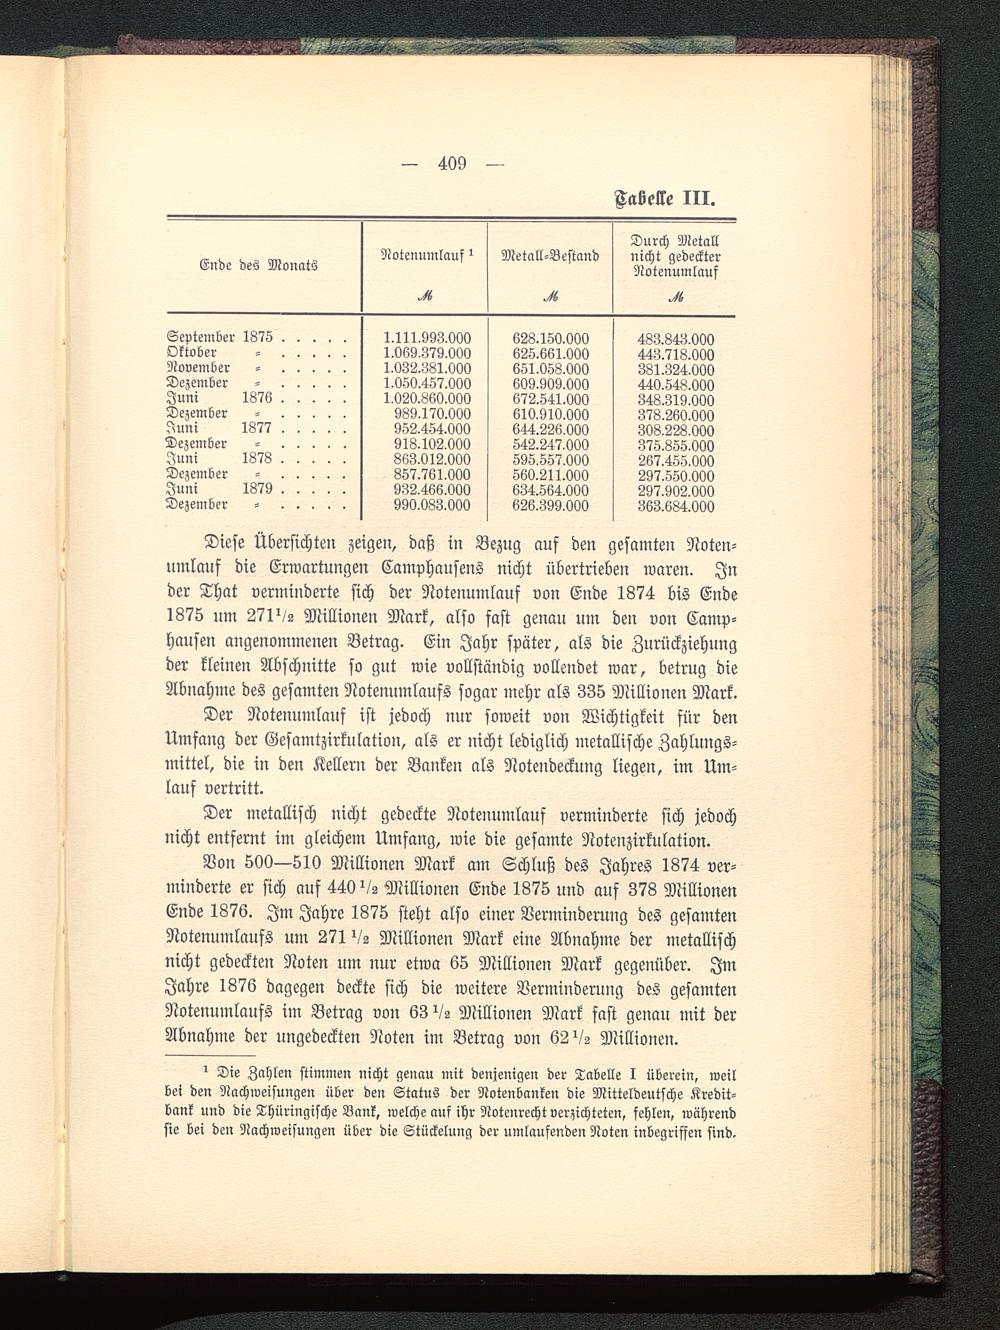 — 409 —
Tabelle III.
Ende des Monats
Notenumlauf ¹
ℳ
Metall-Bestand
ℳ
Durch Metall
nicht gedeckter
Notenumlauf
ℳ
September 1875 . . . . . 1.111.993.000 628.150.000 483.843.000
Oktober „ . . . . . 1.069.379.000 625.661.000 443.718.000
November „ . . . . . 1.032.381.000 651.058.000 381.324.000
Dezember „ . . . . . 1.050.457.000 609.909.000 440.548.000
Juni 1876 . . . . . 1.020.860.000 672.541.000 348.319.000
Dezember „ . . . . . 989.170.000 610.910.000 378.260.000
Juni 1877 . . . . . 952.454.000 644.226.000 308.228.000
Dezember „ . . . . . 918.102.000 542.247.000 375.855.000
Juni 1878 . . . . . 863.012.000 595.557.000 267.455.000
Dezember „ . . . . . 857.761.000 560.211.000 297.550.000
Juni 1879 . . . . . 932.466.000 634.564.000 297.902.000
Dezember „ . . . . . 990.083.000 626.399.000 363.684.000
Diese Übersichten zeigen, daß in Bezug auf den gesamten Noten-
umlauf die Erwartungen Camphausens nicht übertrieben waren. In
der That verminderte sich der Notenumlauf von Ende 1874 bis Ende
1875 um 271¹/₂ Millionen Mark, also fast genau um den von Camp-
hausen angenommenen Betrag. Ein Jahr später, als die Zurückziehung
der kleinen Abschnitte so gut wie vollständig vollendet war, betrug die
Abnahme des gesamten Notenumlaufs sogar mehr als 335 Millionen Mark.
Der Notenumlauf ist jedoch nur soweit von Wichtigkeit für den
Umfang der Gesamtzirkulation, als er nicht lediglich metallische Zahlungs-
mittel, die in den Kellern der Banken als Notendeckung liegen, im Um-
lauf vertritt.
Der metallisch nicht gedeckte Notenumlauf verminderte sich jedoch
nicht entfernt im gleichem Umfang, wie die gesamte Notenzirkulation.
Von 500—510 Millionen Mark am Schluß des Jahres 1874 ver-
minderte er sich auf 440 ¹/₂ Millionen Ende 1875 und auf 378 Millionen
Ende 1876. Im Jahre 1875 steht also einer Verminderung des gesamten
Notenumlaufs um 271 ¹/₂ Millionen Mark eine Abnahme der metallisch
nicht gedeckten Noten um nur etwa 65 Millionen Mark gegenüber. Im
Jahre 1876 dagegen deckte sich die weitere Verminderung des gesamten
Notenumlaufs im Betrag von 63 ¹/₂ Millionen Mark fast genau mit der
Abnahme der ungedeckten Noten im Betrag von 62 ¹/₂ Millionen.
¹ Die Zahlen stimmen nicht genau mit denjenigen der Tabelle I überein, weil
bei den Nachweisungen über den Status der Notenbanken die Mitteldeutsche Kredit-
bank und die Thüringische Bank, welche auf ihr Notenrecht verzichteten, fehlen, während
sie bei den Nachweisungen über die Stückelung der umlaufenden Noten inbegriffen sind.